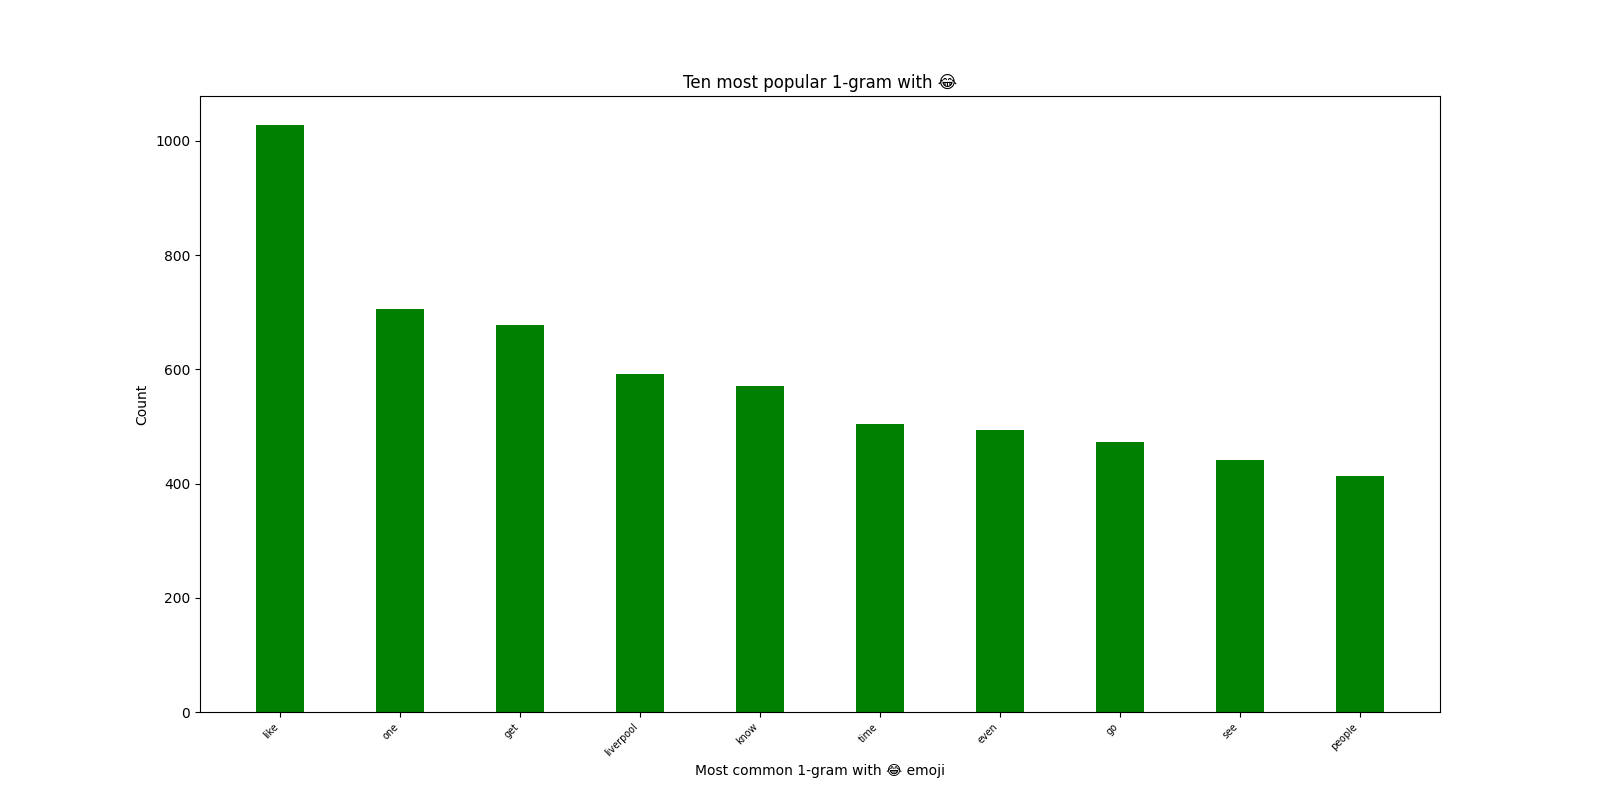 Ten most popular 1-gram with 😂
1000
800
600
400
200
0
Count
like
one
get
liverpool
know
time
even
go
see
people
Most common 1-gram with 😂 emoji